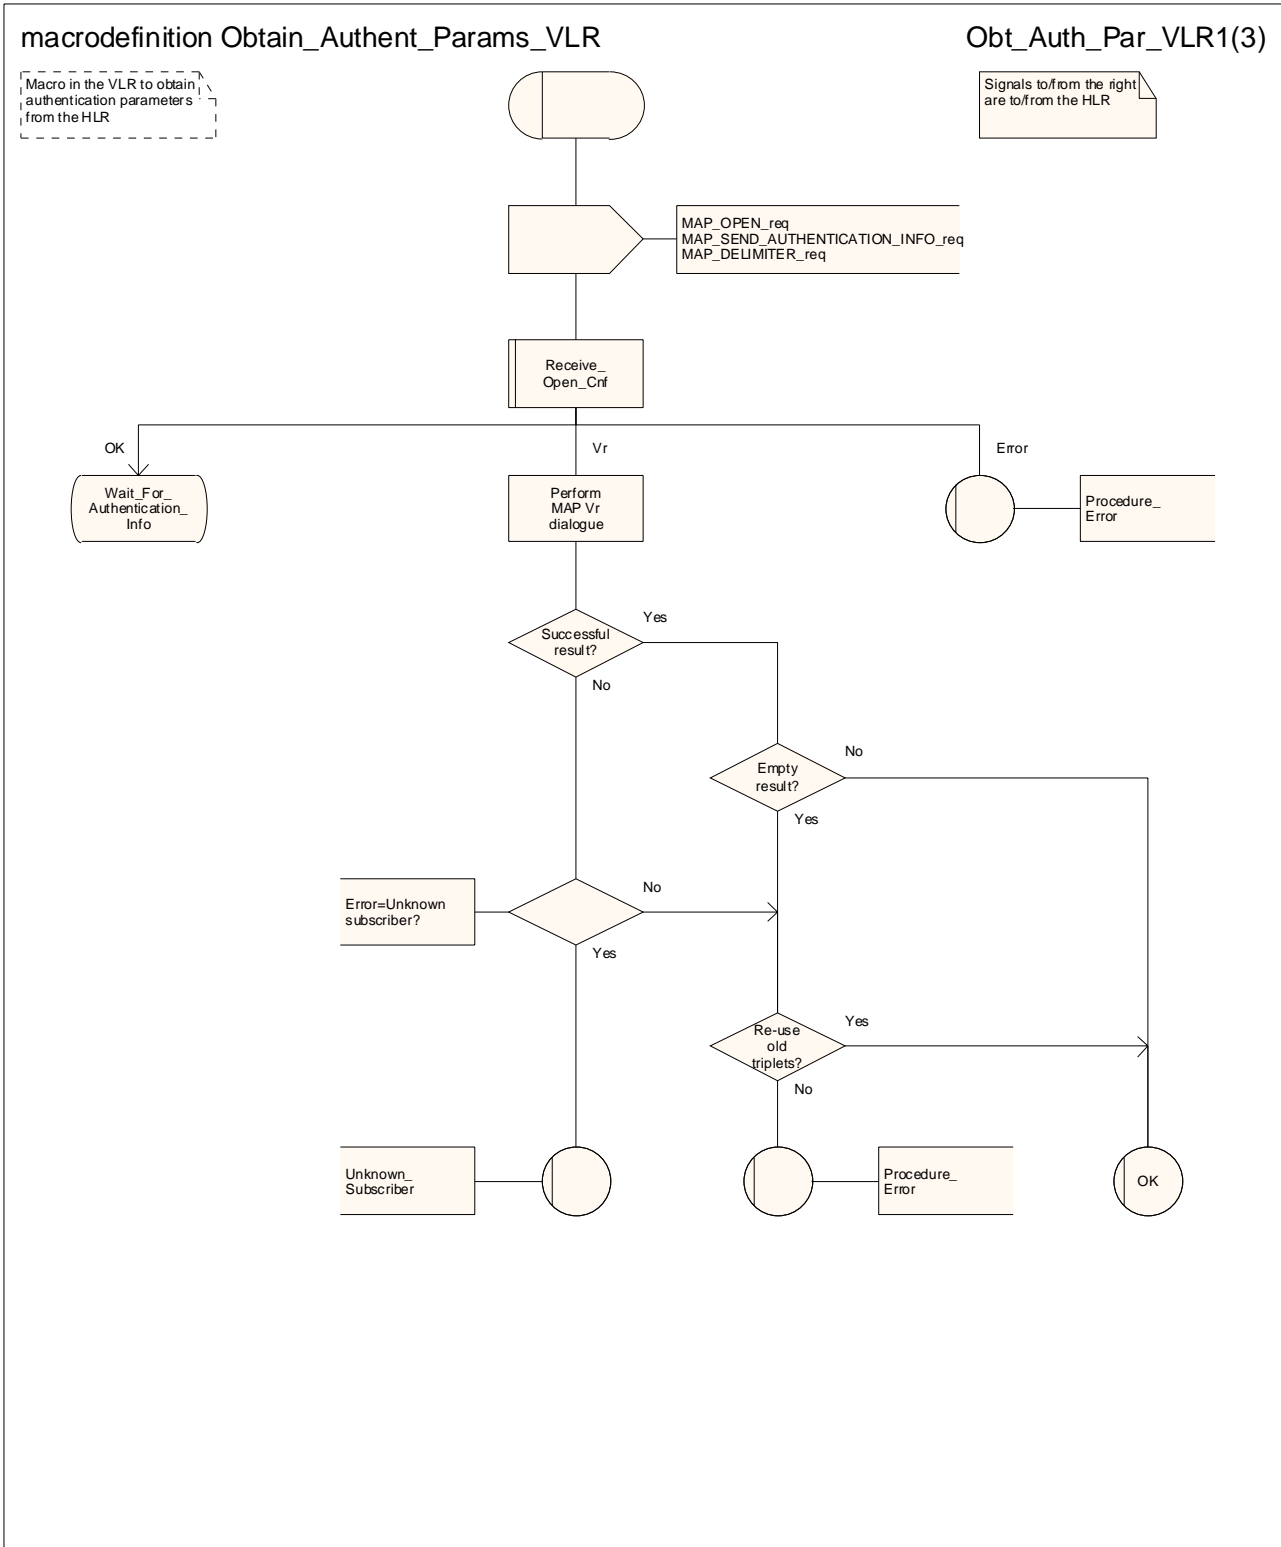 macrodefinition Obtain_Authent_Params_VLR
Obt_Auth_Par_VLR1(3)
Macro in the VLR to obtain
authentication parameters
from the HLR
Signals to/from the right
are to/from the HLR
MAP_OPEN_req
MAP_SEND_AUTHENTICATION_INFO_req
MAP_DELIMITER_req
Receive_
Open_Cnf
OK
Vr
Error
Wait_For_
Authentication_
Info
Perform
MAP Vr
dialogue
Procedure_
Error
Successful
result?
Yes
No
Empty
result?
No
Yes
Error=Unknown
subscriber?
No
Yes
Re-use
old
triplets?
Yes
No
Unknown_
Subscriber
Procedure_
Error
OK